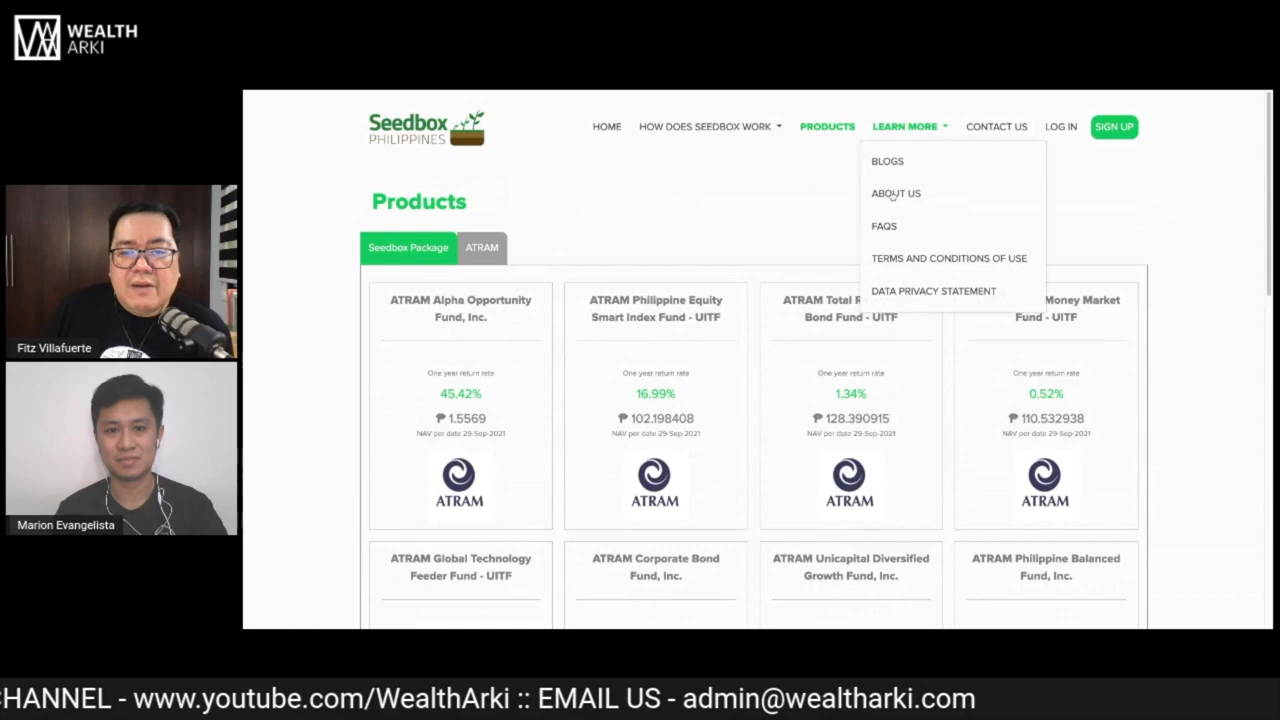 WEALTH
ARKI
Seedbox
PHILIPPINES
HOME HOW DOES SEEDBOX WORK PRODUCTS LEARN MORE CONTACT US LOG IN SIGN UP
BLOGS
ABOUT US
FAQS
TERMS AND CONDITIONS OF USE
DATA PRIVACY STATEMENT
Products
Seedbox Package ATRAM
ATRAM Alpha Opportunity
Fund, Inc.
One year return rate
45.42%
₱ 1.5569
NAV per date 29-Sep-2021
ATRAM
ATRAM Philippine Equity
Smart Index Fund - UITF
One year return rate
16.99%
₱ 102.198408
NAV per date 29-Sep-2021
ATRAM
ATRAM Total R
Bond Fund - UITF
One year return rate
1.34%
₱ 128.390915
NAV per date 29-Sep-2021
ATRAM
Money Market
Fund - UITF
One year return rate
0.52%
₱ 110.532938
NAV per date 29-Sep-2021
ATRAM
ATRAM Global Technology
Feeder Fund - UITF
ATRAM Corporate Bond
Fund, Inc.
ATRAM Unicapital Diversified
Growth Fund, Inc.
ATRAM Philippine Balanced
Fund, Inc.
Fitz Villafuerte
Marion Evangelista
CHANNEL - www.youtube.com/WealthArki :: EMAIL US - admin@wealtharki.com